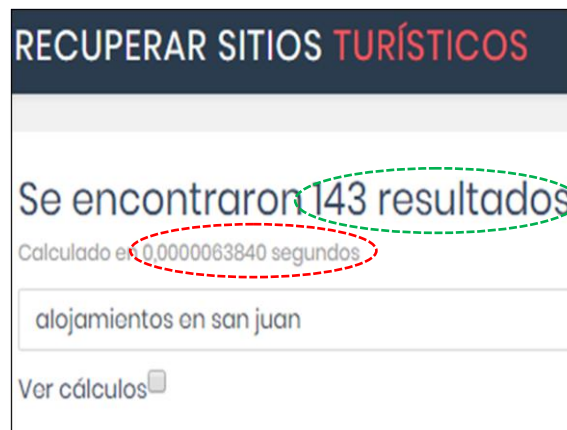 RECUPERAR SITIOS TURÍSTICOS
Se encontraron 143 resultados
Calculado en 0,0000063840 segundos
alojamientos en san juan
Ver cálculos